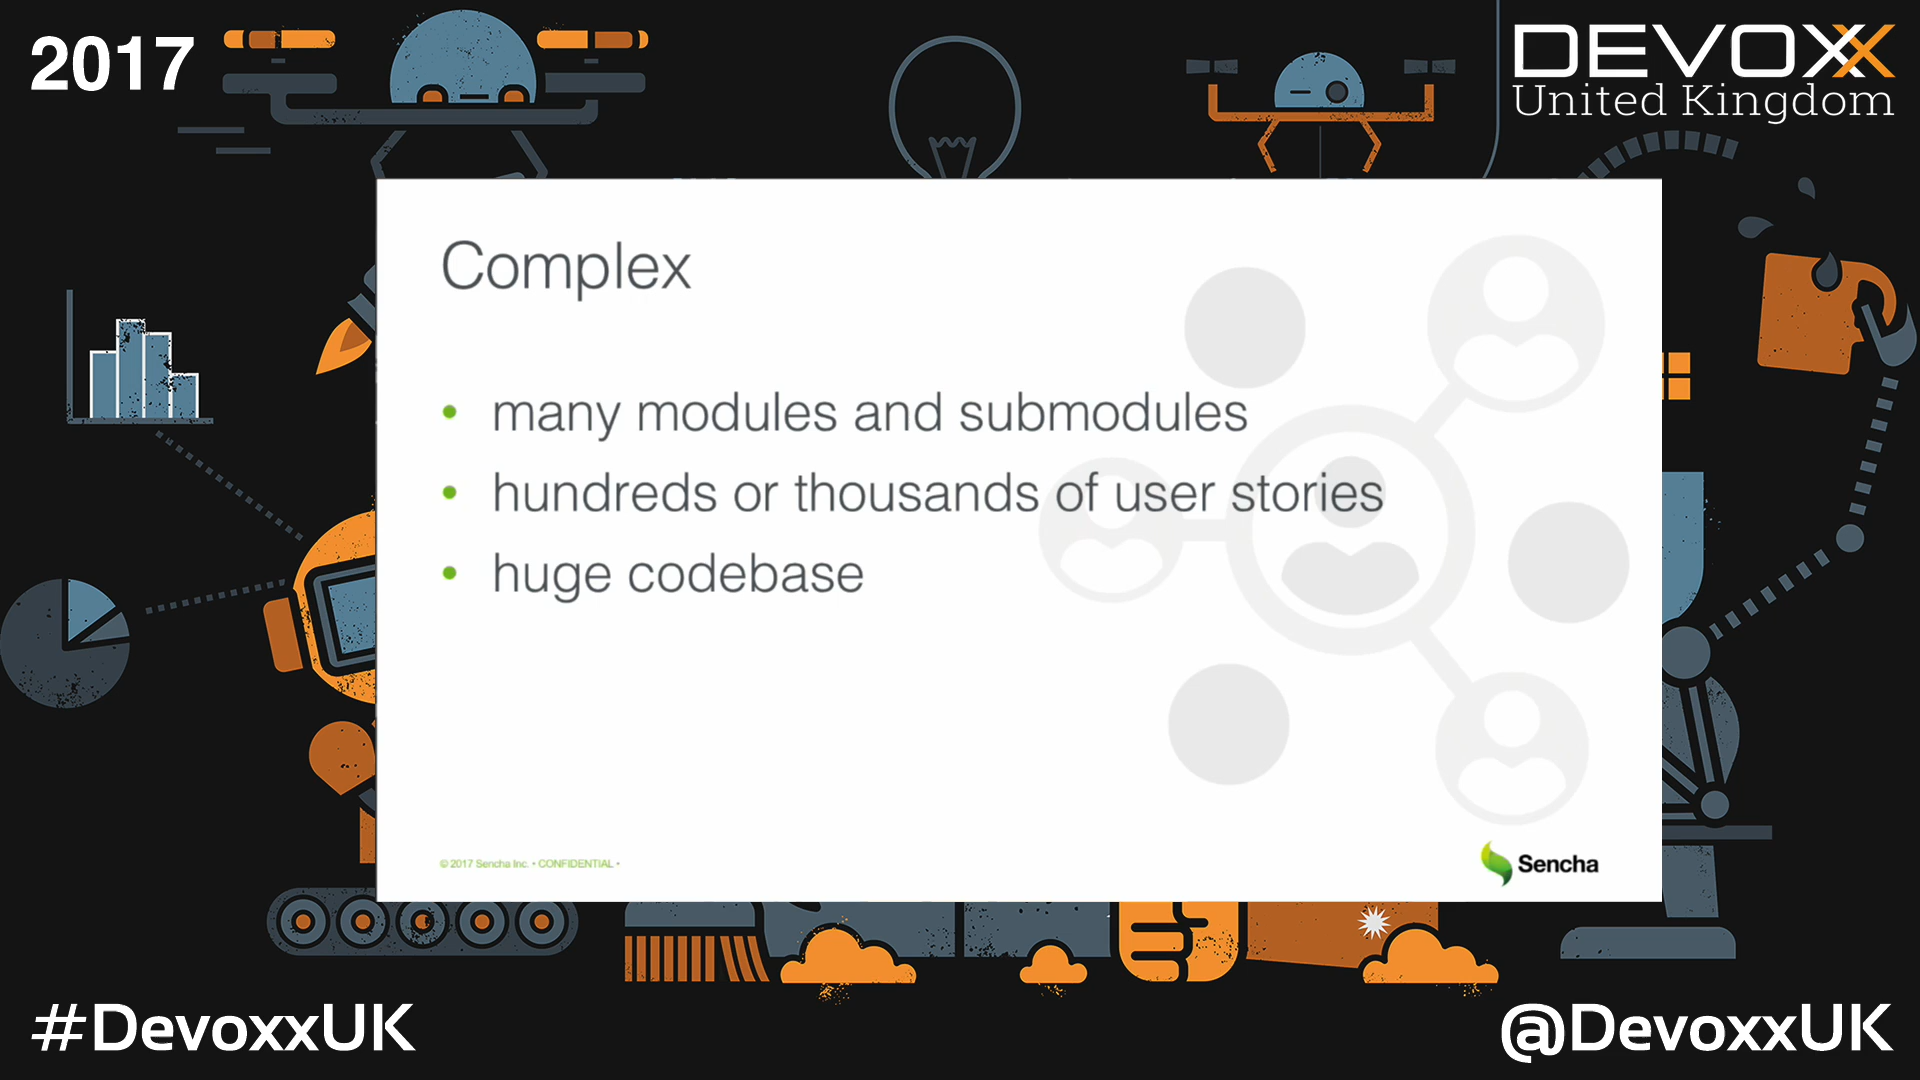 2017
DEVOXX
United Kingdom
Complex
• many modules and submodules
• hundreds or thousands of user stories
• huge codebase
© 2017 Sencha Inc. • CONFIDENTIAL •
Sencha
#DevoxxUK
@DevoxxUK